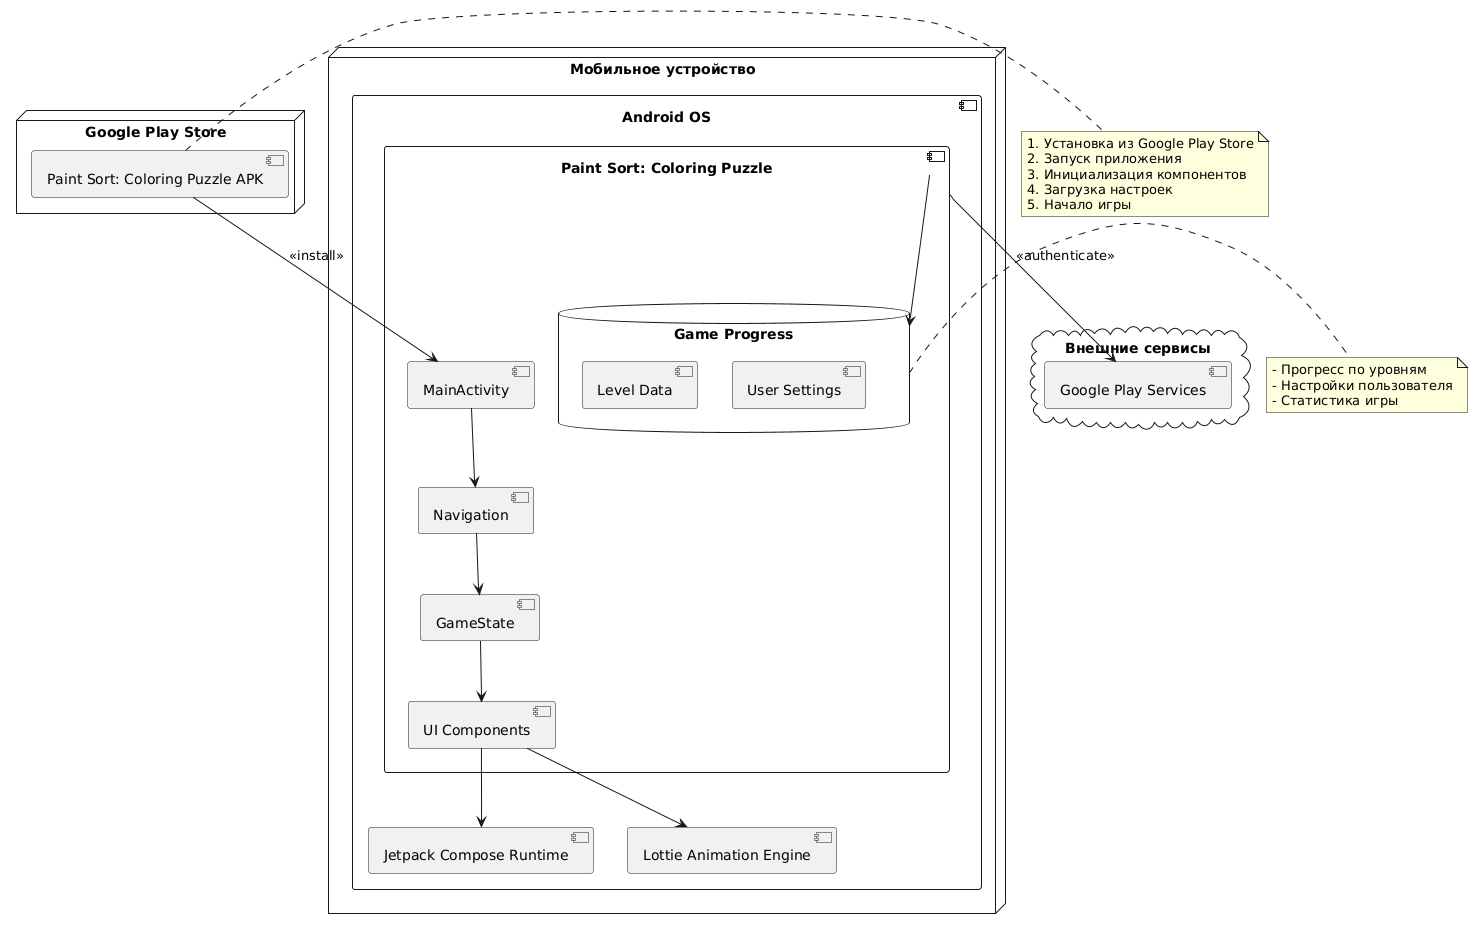 Мобильное устройство
Android OS
Google Play Store
Paint Sort: Coloring Puzzle APK
Paint Sort: Coloring Puzzle
1. Установка из Google Play Store
2. Запуск приложения
3. Инициализация компонентов
4. Загрузка настроек
5. Начало игры
«install»
«authenticate»
Game Progress
Level Data
User Settings
MainActivity
Внешние сервисы
Google Play Services
- Прогресс по уровням
- Настройки пользователя
- Статистика игры
Navigation
GameState
UI Components
Jetpack Compose Runtime
Lottie Animation Engine